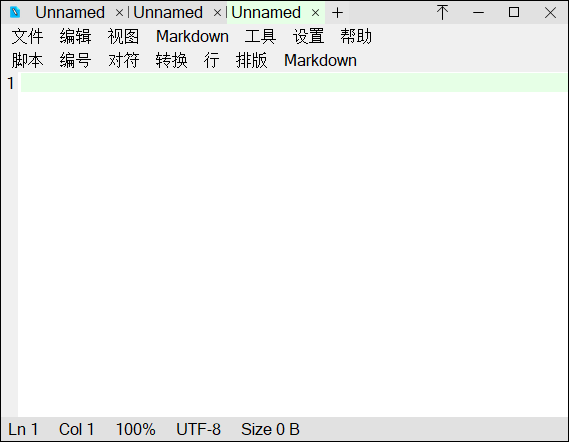 Unnamed × Unnamed × Unnamed × +
文件 编辑 视图 Markdown 工具 设置 帮助
脚本 编号 对符 转换 行 排版 Markdown
1
Ln 1 Col 1 100% UTF-8 Size 0 B